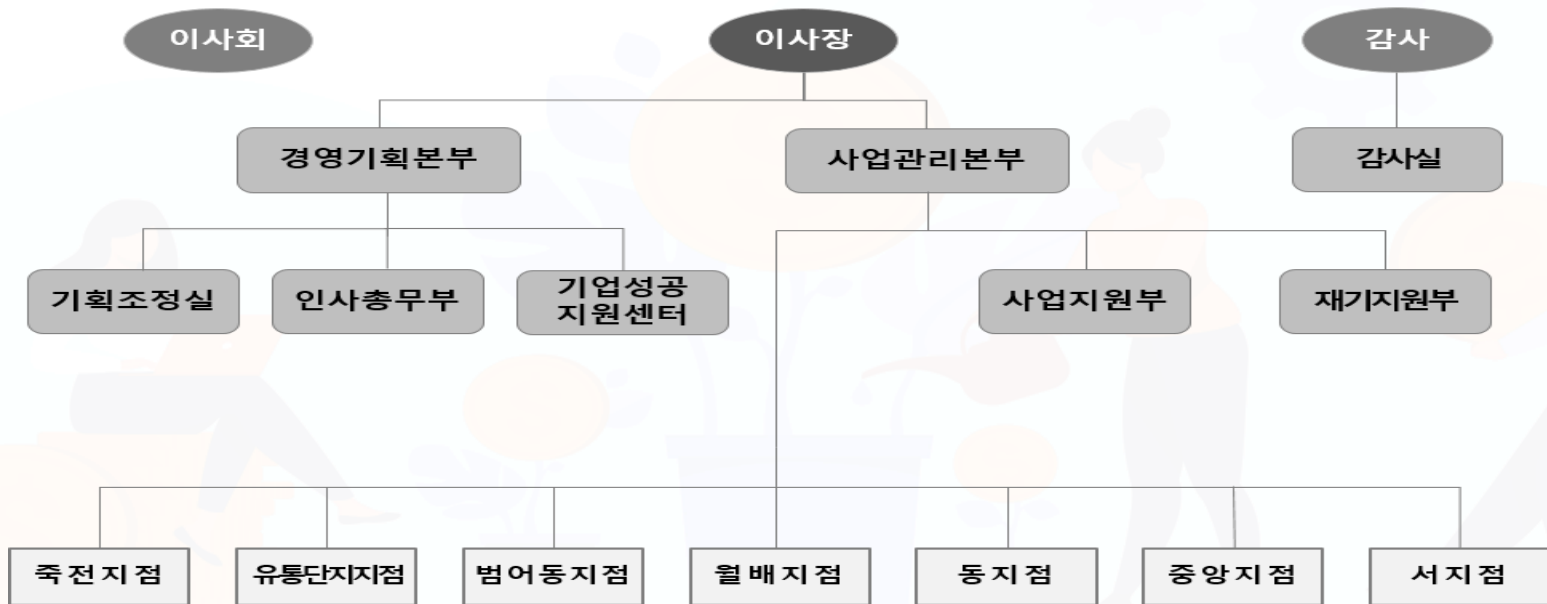 이사회
이사장
감사
경영기획본부
사업관리본부
감사실
기획조정실
인사총무부
기업성공
지원센터
사업지원부
재기지원부
죽전지점
유통단지지점
범어동지점
월배지점
동지점
중앙지점
서지점